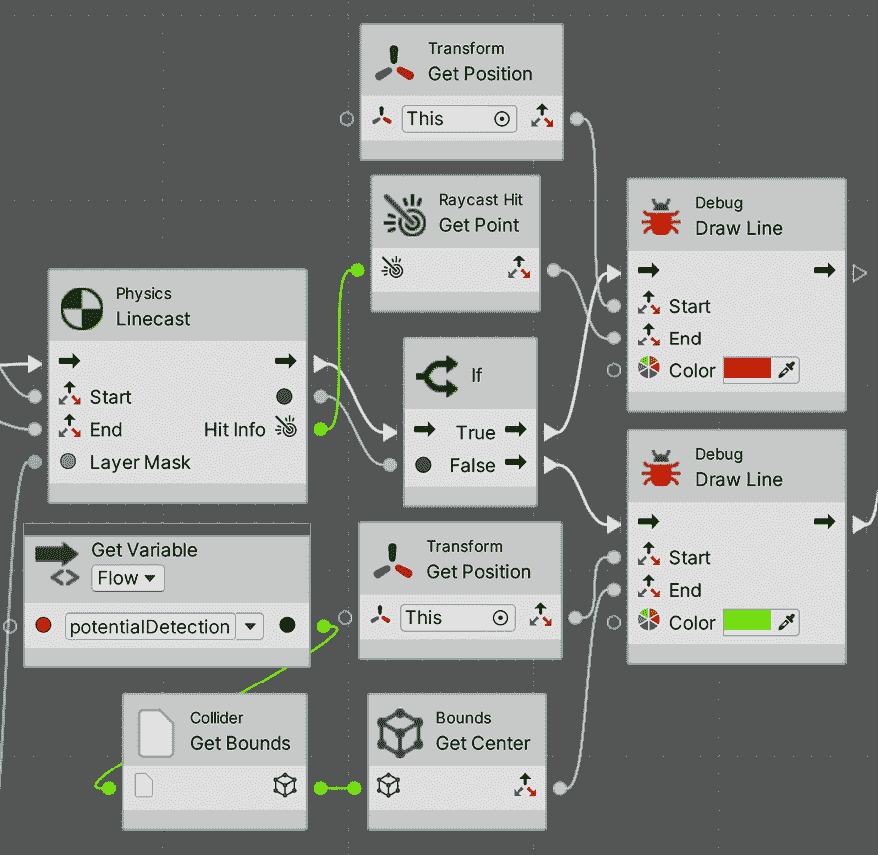 Transform
Get Position
This
Raycast Hit
Get Point
Debug
Draw Line
Start
End
Color
Physics
Linecast
Start
End
Hit Info
Layer Mask
If
True
False
Debug
Draw Line
Start
End
Color
Get Variable
Flow
potentialDetection
Transform
Get Position
This
Collider
Get Bounds
Bounds
Get Center